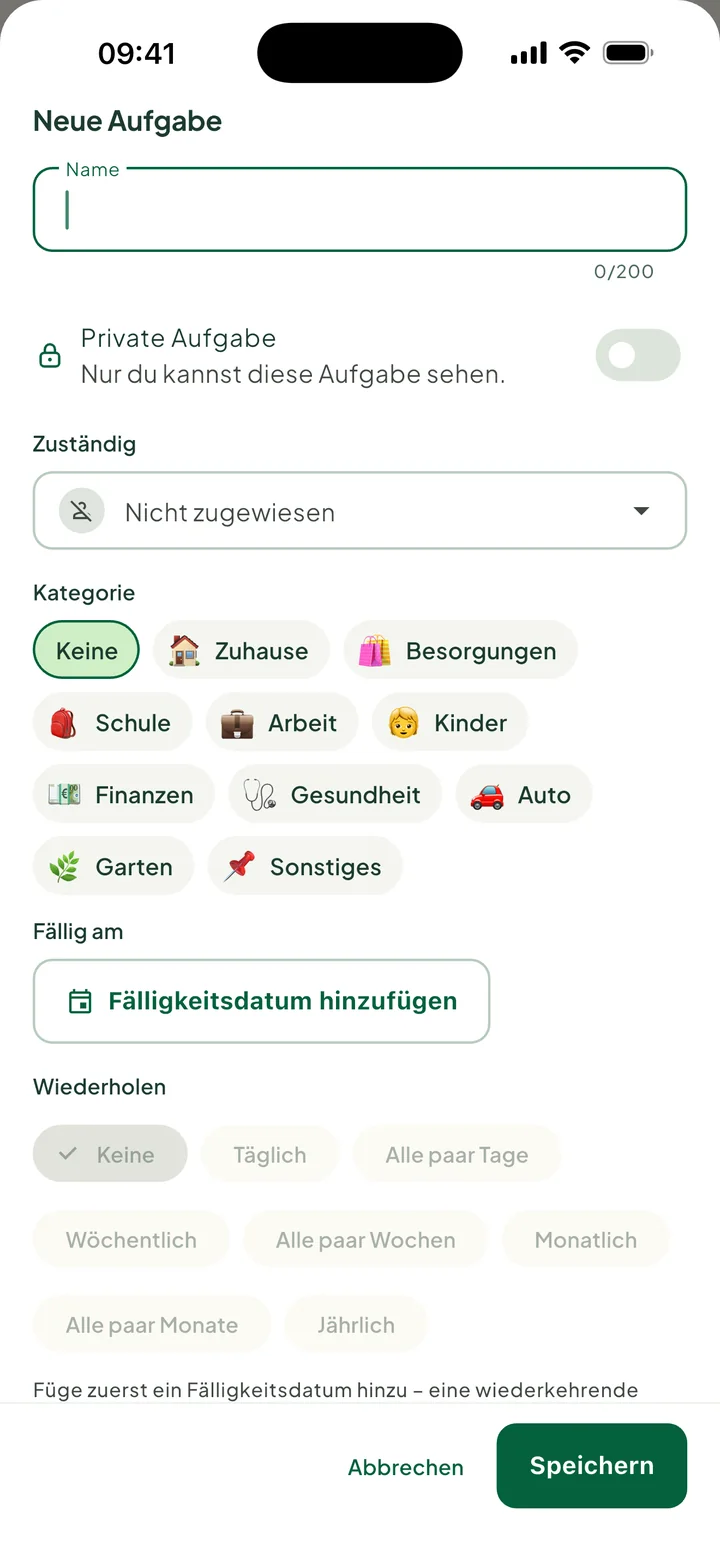 09:41
Neue Aufgabe
Name
0/200
Private Aufgabe
Nur du kannst diese Aufgabe sehen.
Zuständig
Nicht zugewiesen
Kategorie
Keine Zuhause Besorgungen
Schule Arbeit Kinder
Finanzen Gesundheit Auto
Garten Sonstiges
Fällig am
Fälligkeitsdatum hinzufügen
Wiederholen
Keine Täglich Alle paar Tage
Wöchentlich Alle paar Wochen Monatlich
Alle paar Monate Jährlich
Füge zuerst ein Fälligkeitsdatum hinzu – eine wiederkehrende
Abbrechen Speichern